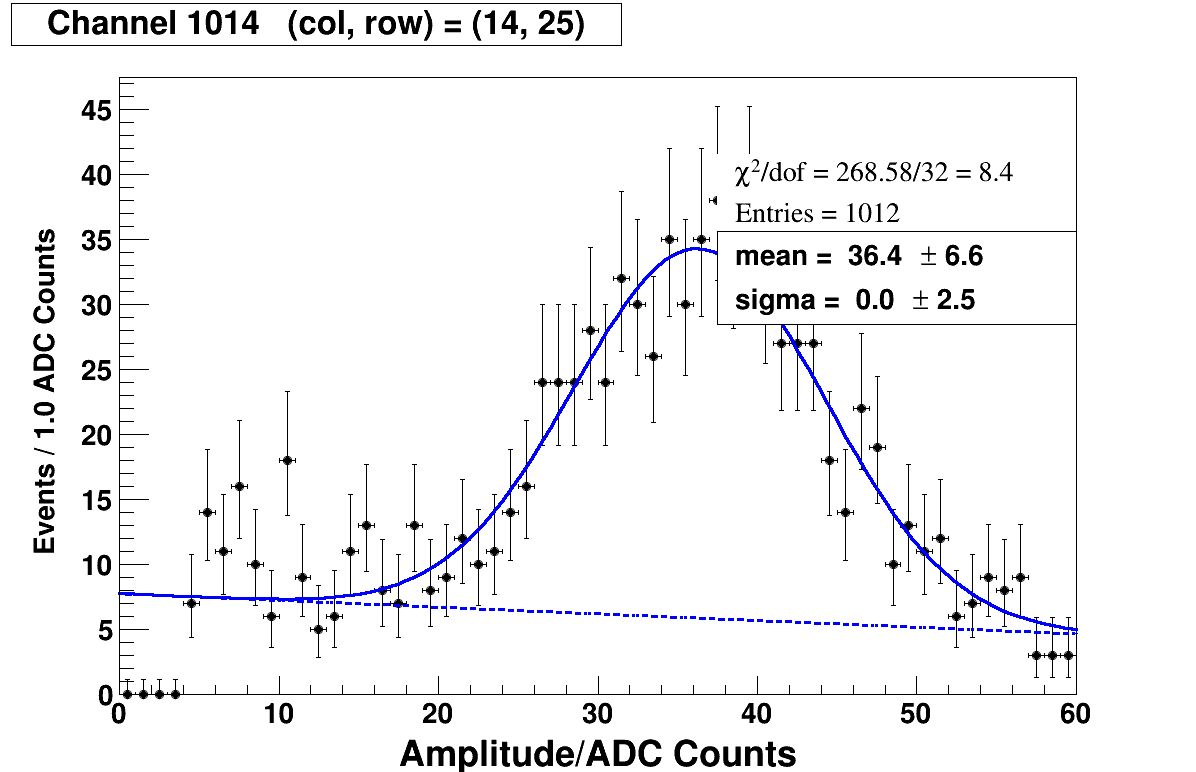 Channel 1014 (col, row) = (14, 25)
45
40
35
30
25
20
15
10
5
0
Events / 1.0 ADC Counts
χ²/dof = 268.58/32 = 8.4
Entries = 1012
mean = 36.4 ± 6.6
sigma = 0.0 ± 2.5
0 10 20 30 40 50 60
Amplitude/ADC Counts